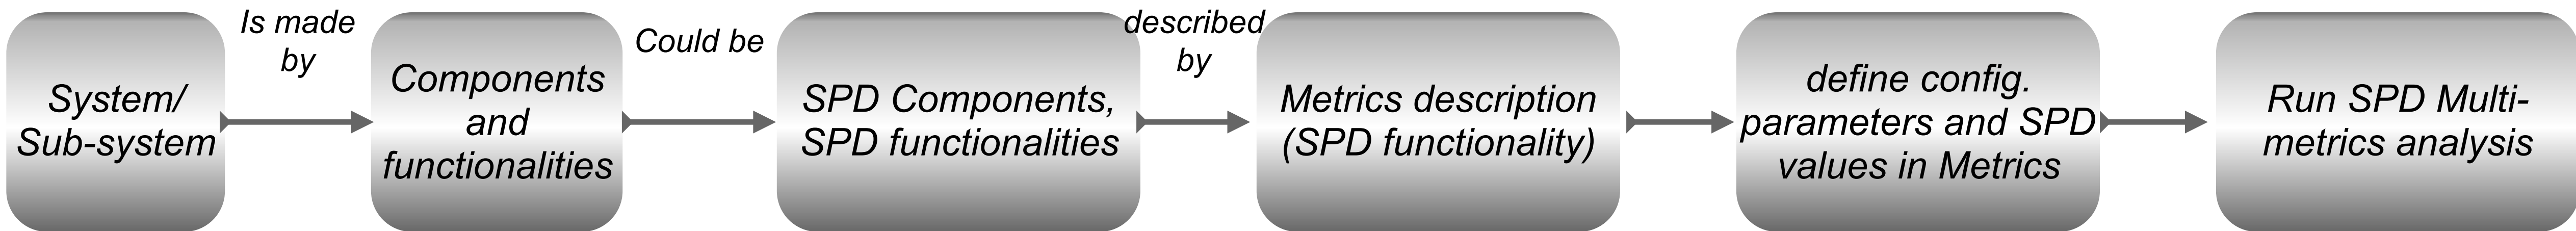 System/
Sub-system
Is made
by
Components
and
functionalities
Could be
SPD Components,
SPD functionalities
described
by
Metrics description
(SPD functionality)
define config.
parameters and SPD
values in Metrics
Run SPD Multi-
metrics analysis